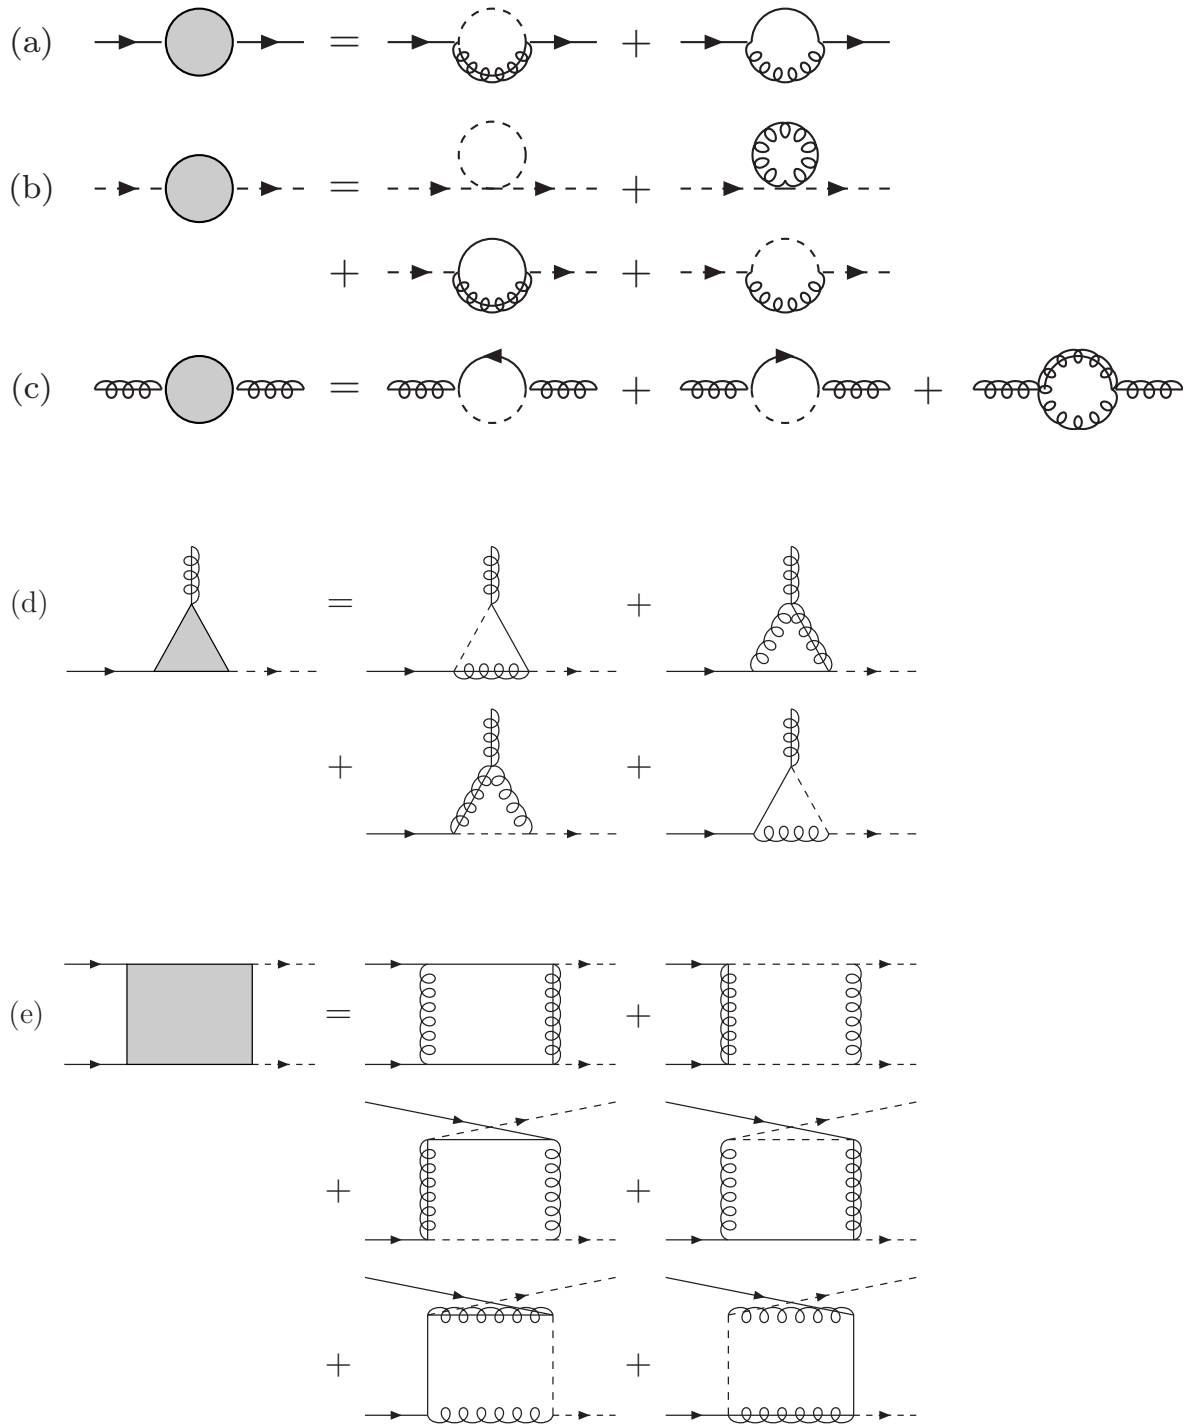 (a) = +
(b) = +
+ +
(c) = + +
(d) = +
+ +
(e) = +
+ +
+ +